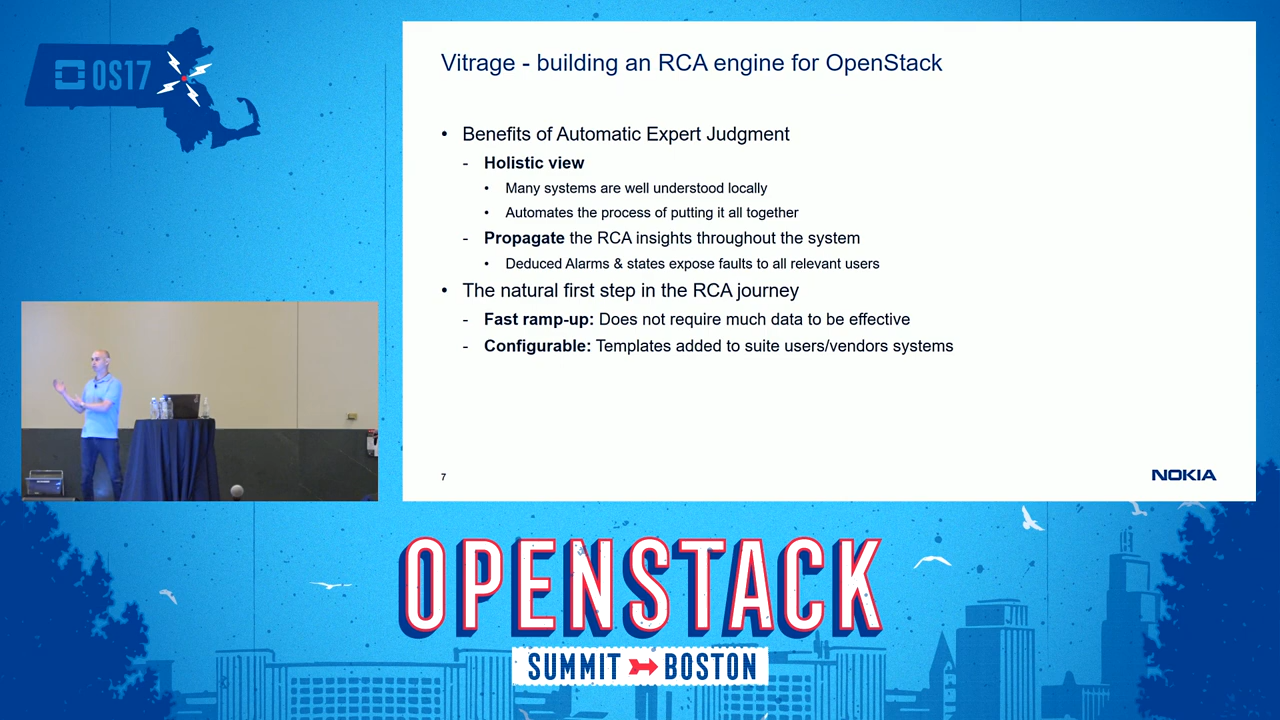 OS17
Vitrage - building an RCA engine for OpenStack
• Benefits of Automatic Expert Judgment
- Holistic view
• Many systems are well understood locally
• Automates the process of putting it all together
- Propagate the RCA insights throughout the system
• Deduced Alarms & states expose faults to all relevant users
• The natural first step in the RCA journey
- Fast ramp-up: Does not require much data to be effective
- Configurable: Templates added to suite users/vendors systems
7
NOKIA
OPENSTACK
SUMMIT BOSTON